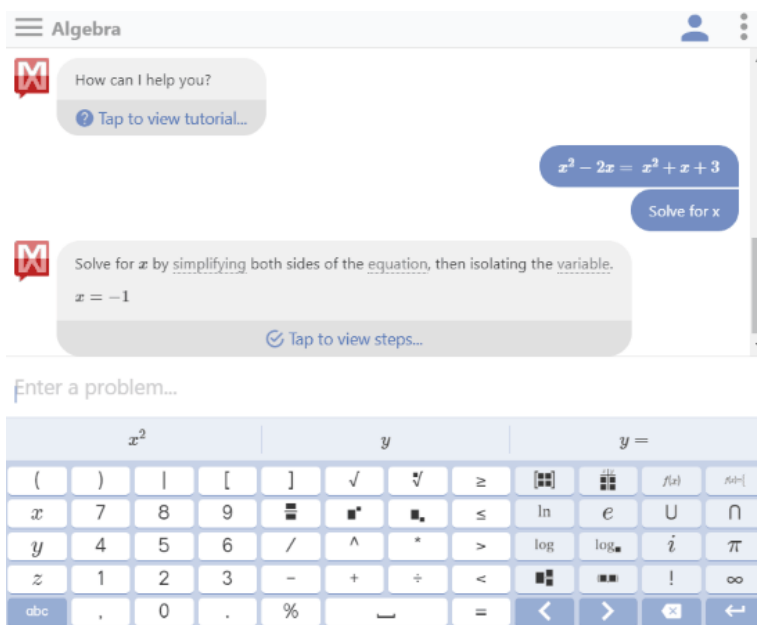 Algebra
How can I help you?
Tap to view tutorial...
x² − 2x = x² + x + 3
Solve for x
Solve for x by simplifying both sides of the equation, then isolating the variable.
x = −1
Tap to view steps...
Enter a problem...
x² y y =
( ) | [ ] √ ∛ ≥ f(x)
x 7 8 9 ≤ ln e ∪ ∩
y 4 5 6 / ^ * > log log i π
z 1 2 3 − + ÷ < ! ∞
abc , 0 . % =